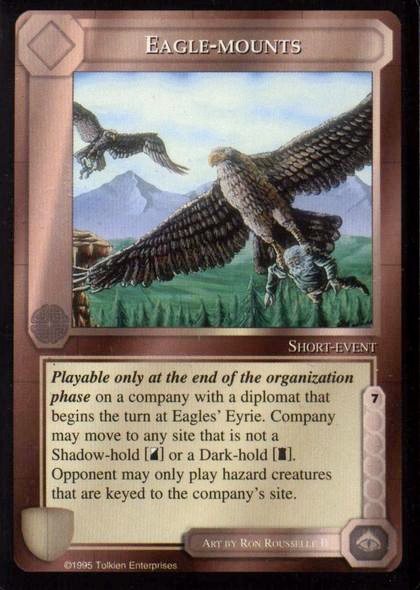 EAGLE-MOUNTS
SHORT-EVENT
Playable only at the end of the organization
phase on a company with a diplomat that
begins the turn at Eagles' Eyrie. Company
may move to any site that is not a
Shadow-hold [] or a Dark-hold [].
Opponent may only play hazard creatures
that are keyed to the company's site.
7
ART BY RON ROUSSELLE II
©1995 Tolkien Enterprises